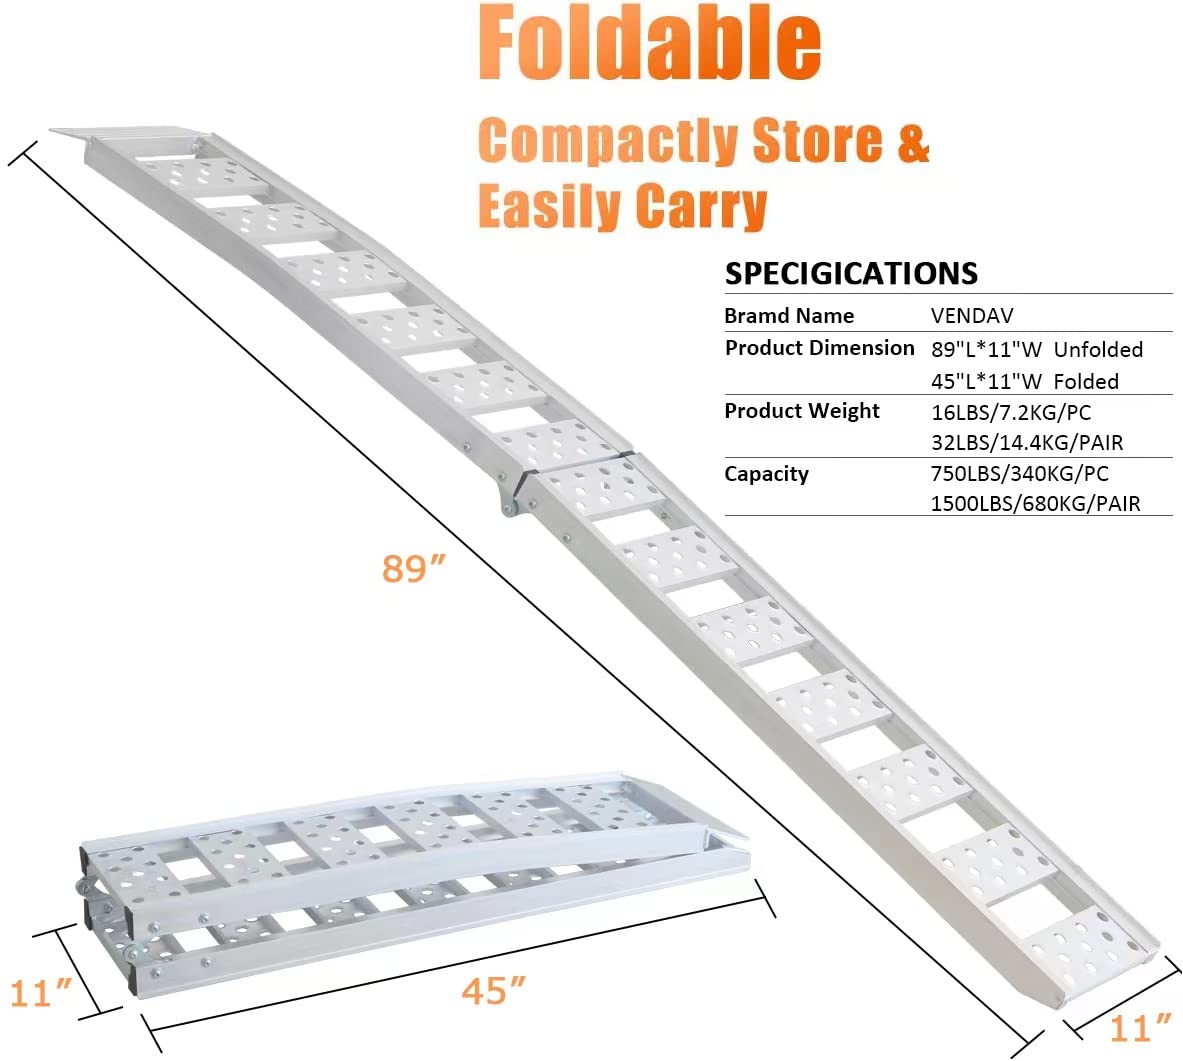 Foldable
Compactly Store &
Easily Carry
SPECIGICATIONS
Bramd Name VENDAV
Product Dimension 89"L*11"W Unfolded
45"L*11"W Folded
Product Weight 16LBS/7.2KG/PC
32LBS/14.4KG/PAIR
Capacity 750LBS/340KG/PC
1500LBS/680KG/PAIR
89”
11”
45”
11”